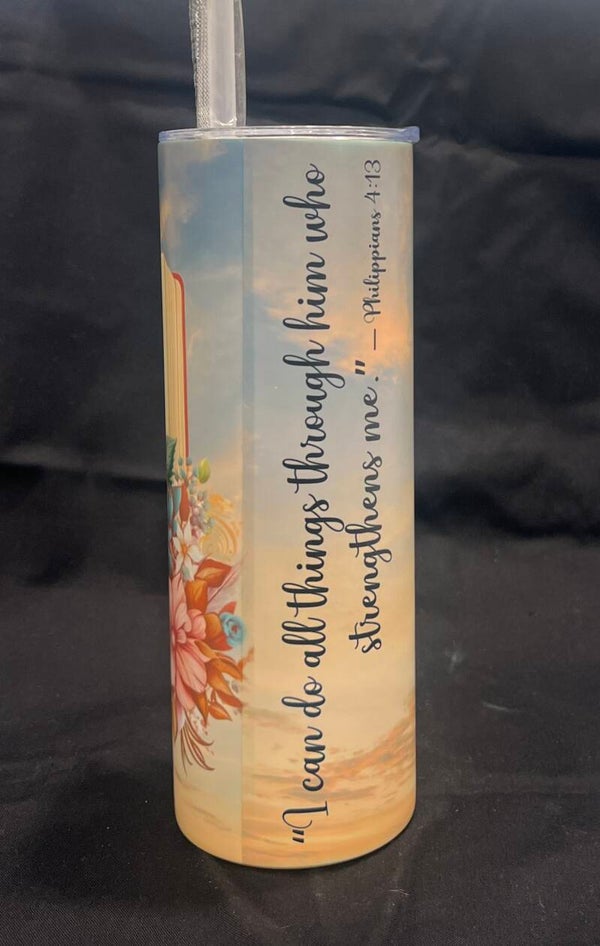 "I can do all things through him who
strengthens me." — Philippians 4:13